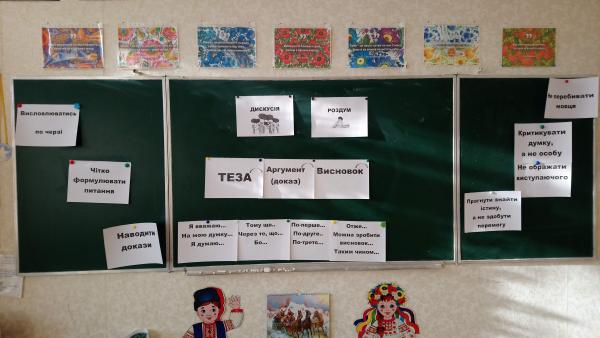 Висловлюватись
по черзі
Чітко
формулювати
питання
Наводити
докази
ДИСКУСІЯ
РОЗДУМ
ТЕЗА
Аргумент
(доказ)
Висновок
Я вважаю...
На мою думку...
Я думаю...
Тому що..
Через те, що...
Бо...
По-перше...
По-друге..
По-третє...
Отже...
Можна зробити
висновок...
Таким чином...
Не перебивати
мовця
Критикувати
думку,
а не особу
Не ображати
виступаючого
Прагнути знайти
істину,
а не здобути
перемогу